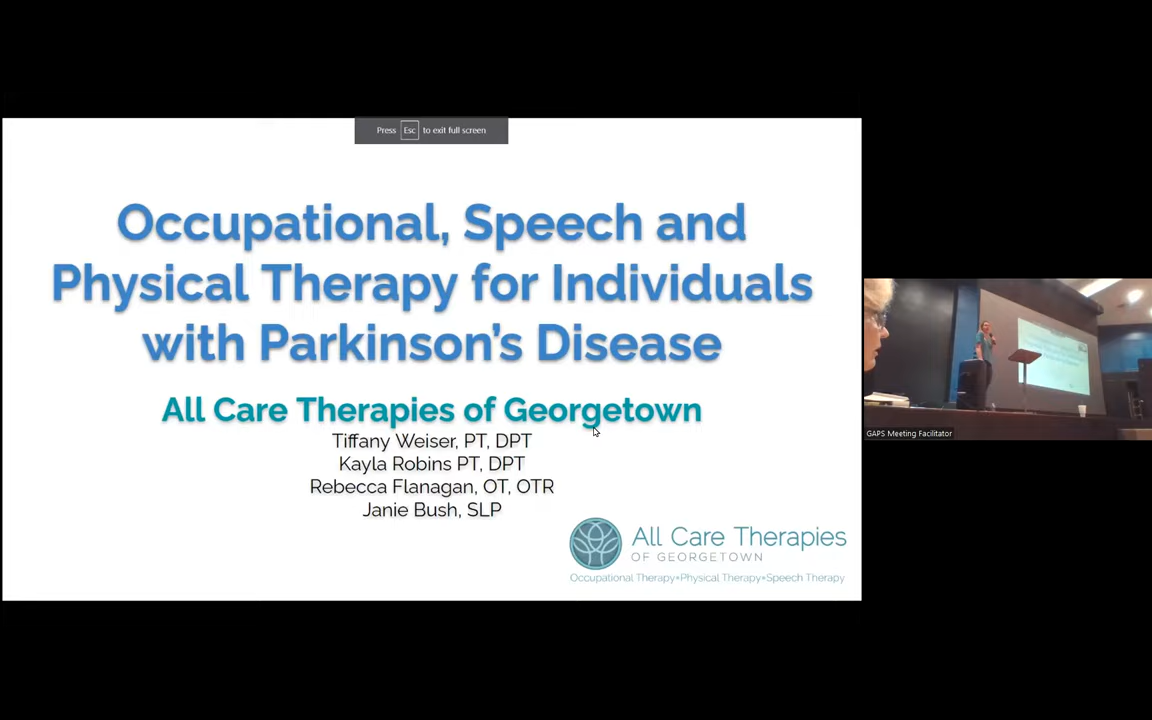 Press Esc to exit full screen
Occupational, Speech and
Physical Therapy for Individuals
with Parkinson's Disease
All Care Therapies of Georgetown
Tiffany Weiser, PT, DPT
Kayla Robins PT, DPT
Rebecca Flanagan, OT, OTR
Janie Bush, SLP
All Care Therapies
OF GEORGETOWN
Occupational Therapy•Physical Therapy•Speech Therapy
GAPS Meeting Facilitator